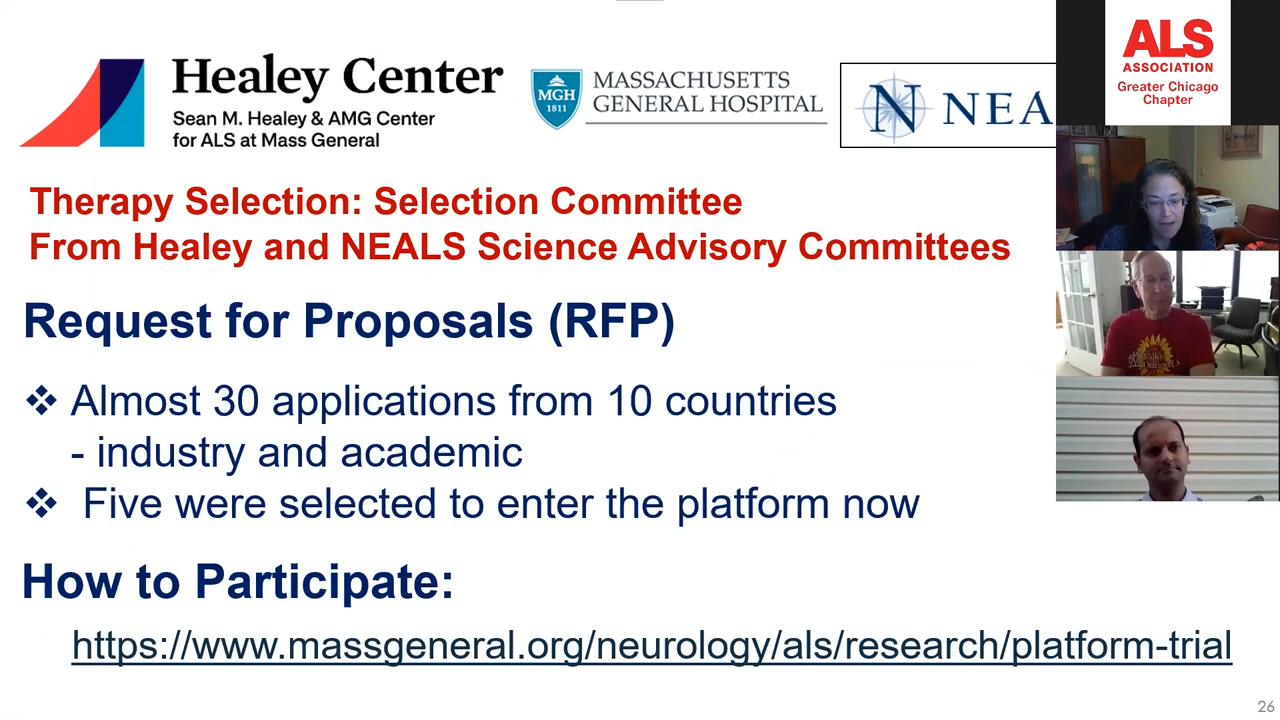 Healey Center
Sean M. Healey & AMG Center
for ALS at Mass General
MGH
1811
MASSACHUSETTS
GENERAL HOSPITAL
N NEA
ALS
ASSOCIATION
Greater Chicago
Chapter
Therapy Selection: Selection Committee
From Healey and NEALS Science Advisory Committees
Request for Proposals (RFP)
❖ Almost 30 applications from 10 countries
- industry and academic
❖ Five were selected to enter the platform now
How to Participate:
https://www.massgeneral.org/neurology/als/research/platform-trial
26